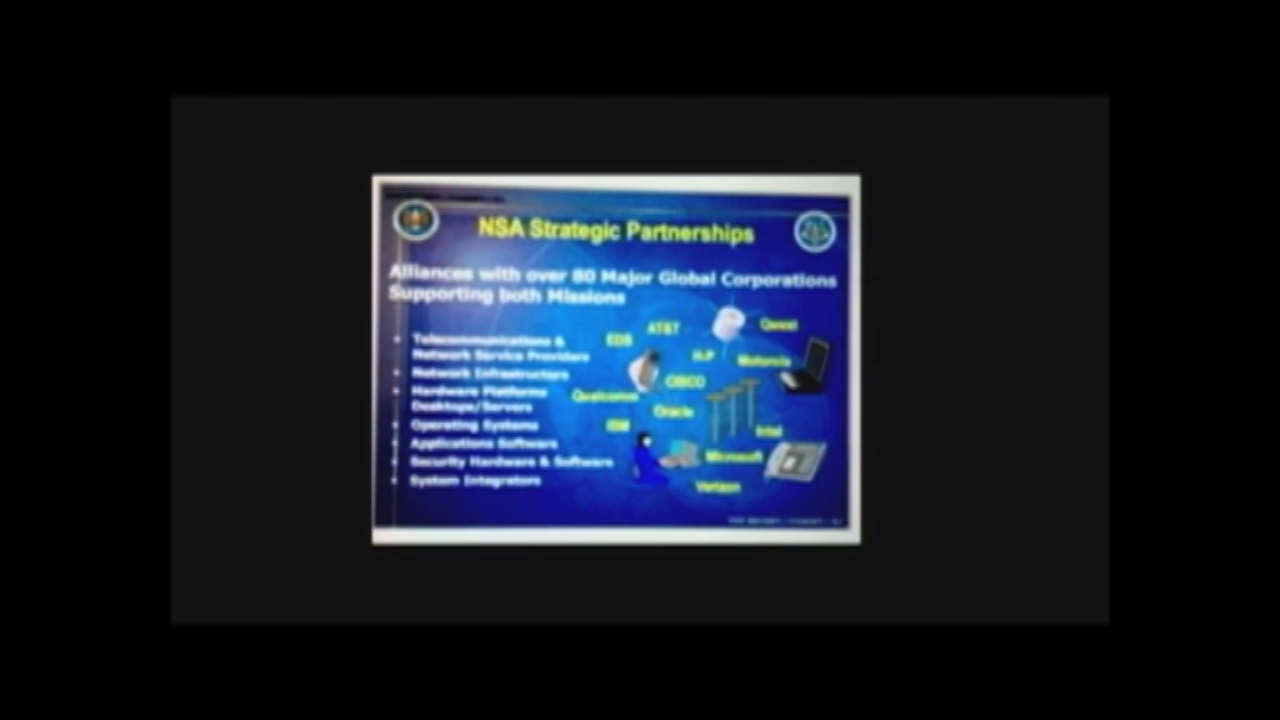 NSA Strategic Partnerships
Alliances with over 80 Major Global Corporations
Supporting both Missions
• Telecommunications &
Network Service Providers
• Network Infrastructure
• Hardware Platforms
Desktops/Servers
• Operating Systems
• Applications Software
• Security Hardware & Software
• System Integrators
AT&T
Qwest
EDS
H-P
Motorola
CISCO
Qualcomm
Oracle
IBM
Intel
Microsoft
Verizon